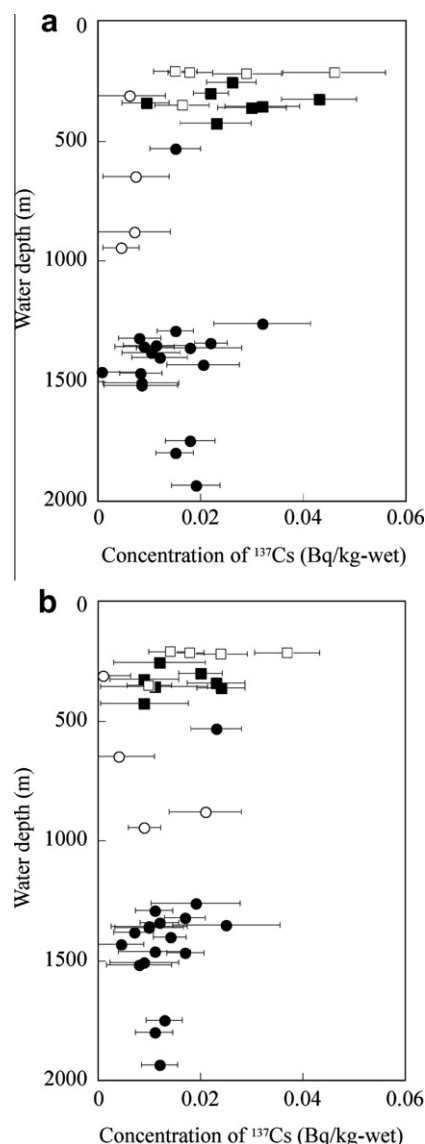 a
0
500
1000
1500
2000
Water depth (m)
0 0.02 0.04 0.06
Concentration of ¹³⁷Cs (Bq/kg-wet)
b
0
500
1000
1500
2000
Water depth (m)
0 0.02 0.04 0.06
Concentration of ¹³⁷Cs (Bq/kg-wet)